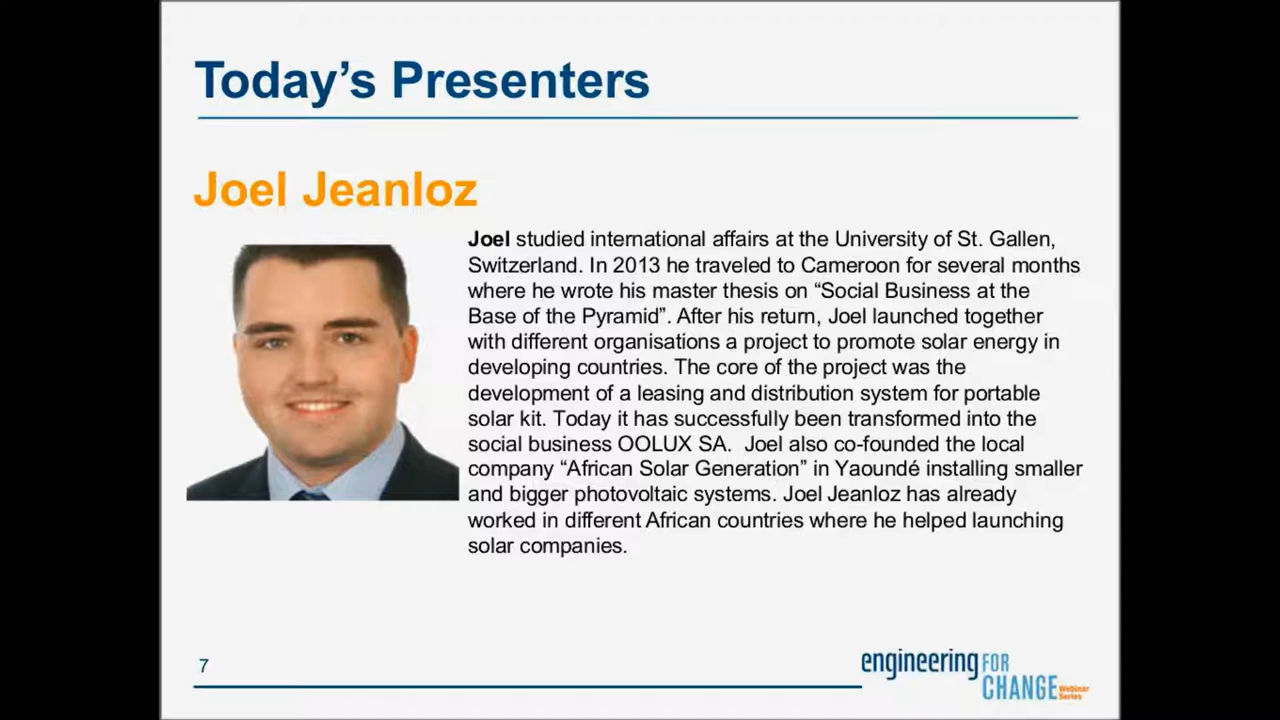 Today’s Presenters
Joel Jeanloz
Joel studied international affairs at the University of St. Gallen,
Switzerland. In 2013 he traveled to Cameroon for several months
where he wrote his master thesis on “Social Business at the
Base of the Pyramid”. After his return, Joel launched together
with different organisations a project to promote solar energy in
developing countries. The core of the project was the
development of a leasing and distribution system for portable
solar kit. Today it has successfully been transformed into the
social business OOLUX SA.  Joel also co-founded the local
company “African Solar Generation” in Yaoundé installing smaller
and bigger photovoltaic systems. Joel Jeanloz has already
worked in different African countries where he helped launching
solar companies.
7
engineering FOR
CHANGE Webinar
Series